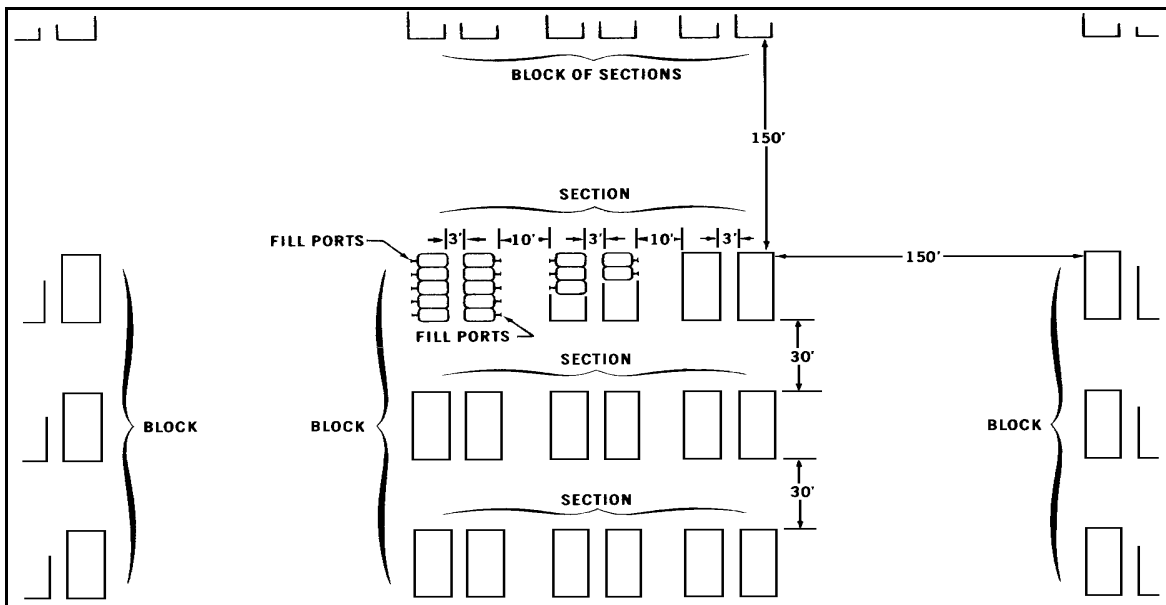 BLOCK OF SECTIONS
150'
SECTION
FILL PORTS
3'
10'
3'
10'
3'
150'
FILL PORTS
30'
SECTION
BLOCK
BLOCK
BLOCK
30'
SECTION